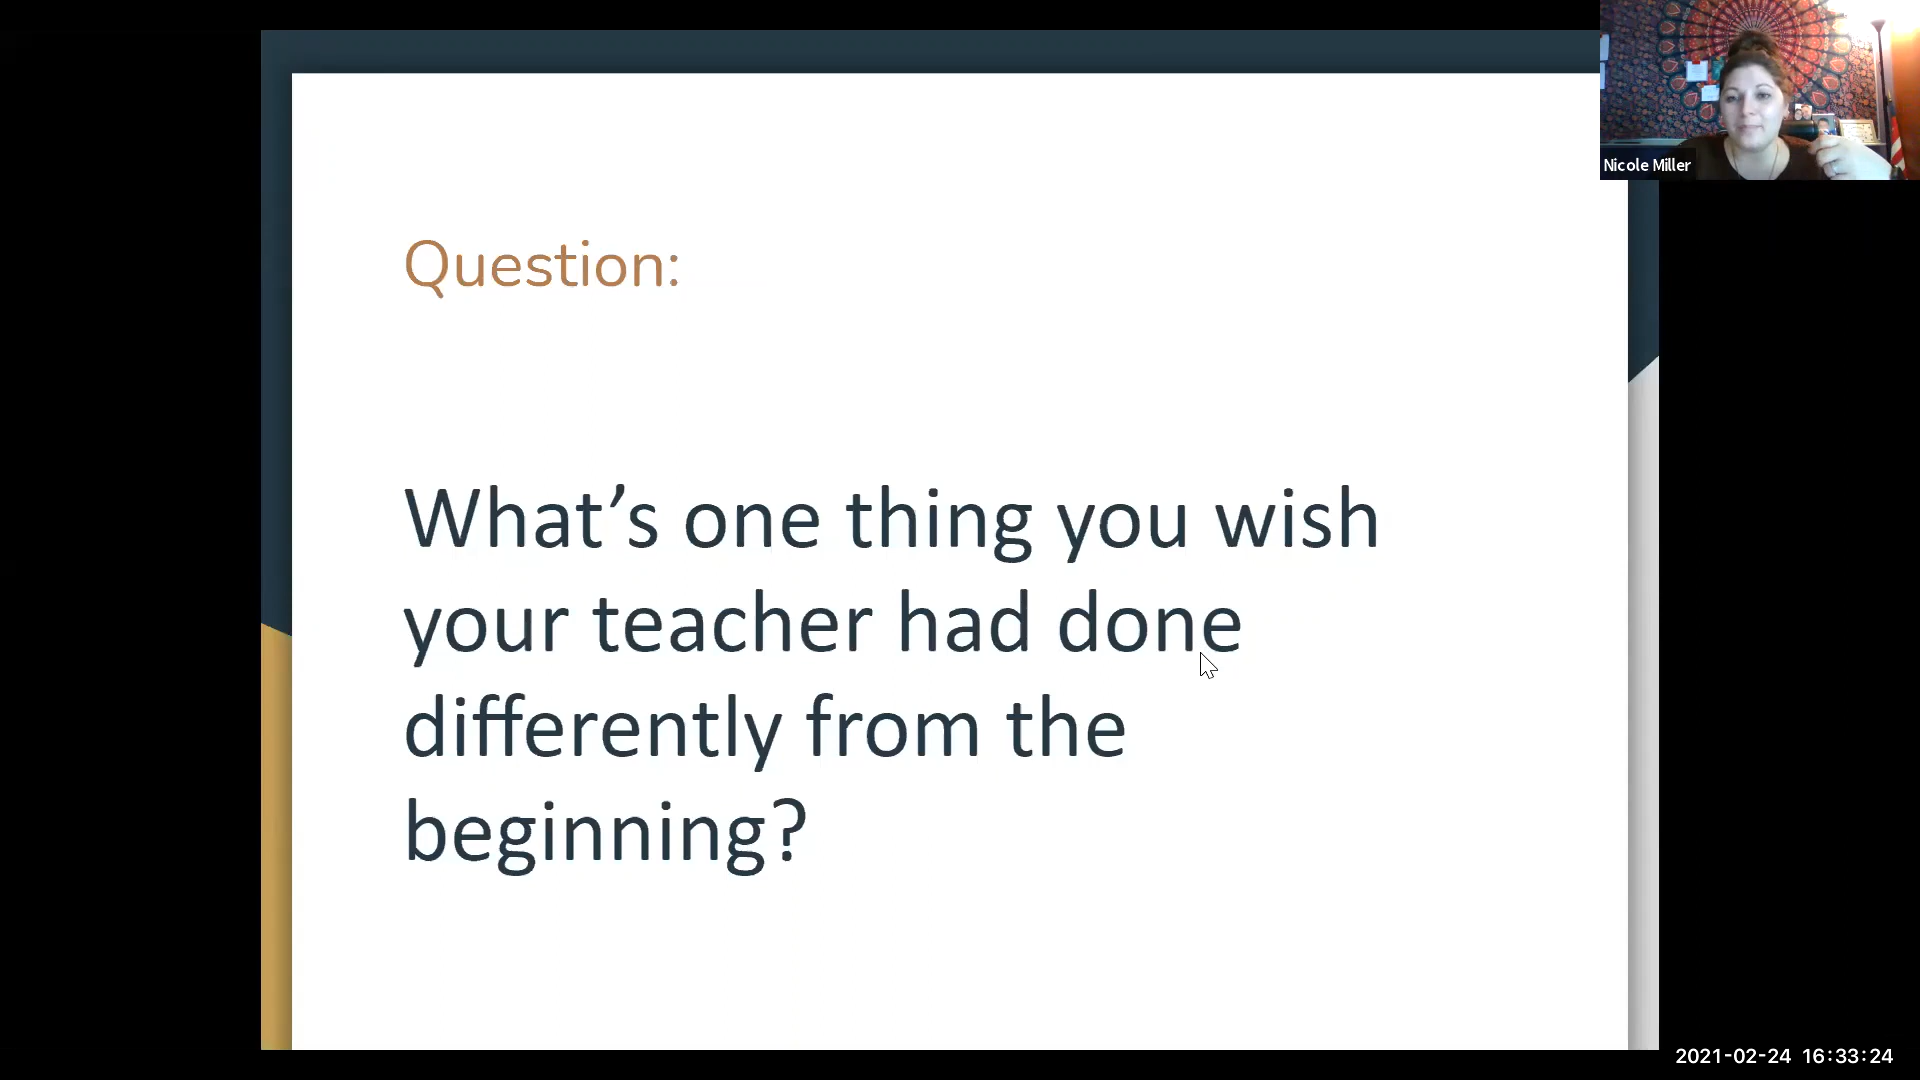 Nicole Miller
Question:
What’s one thing you wish
your teacher had done
differently from the
beginning?
2021-02-24 16:33:24